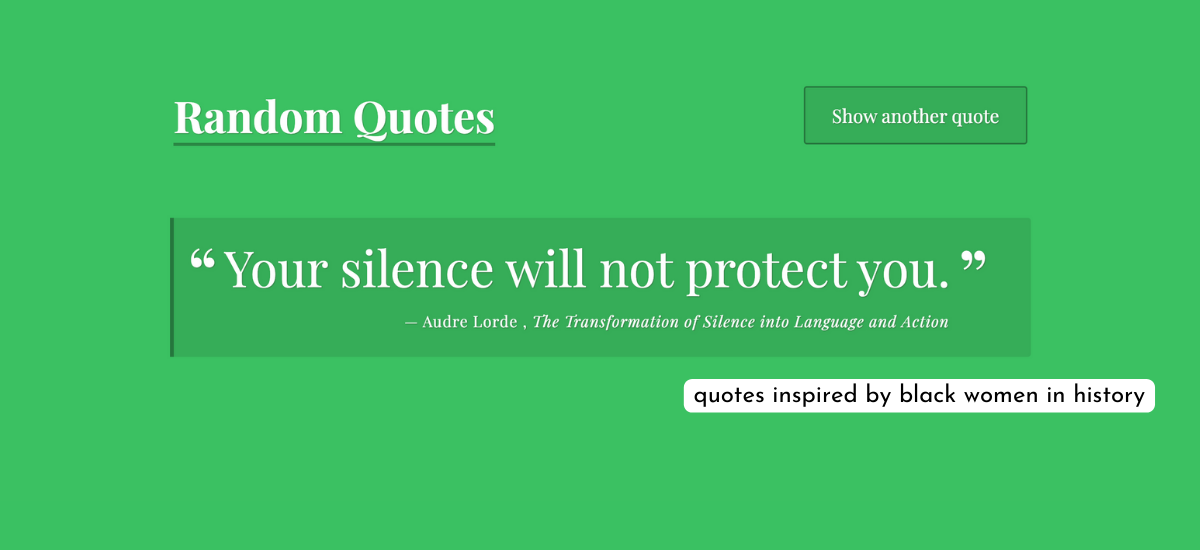 Random Quotes
Show another quote
“ Your silence will not protect you. ”
— Audre Lorde , The Transformation of Silence into Language and Action
quotes inspired by black women in history